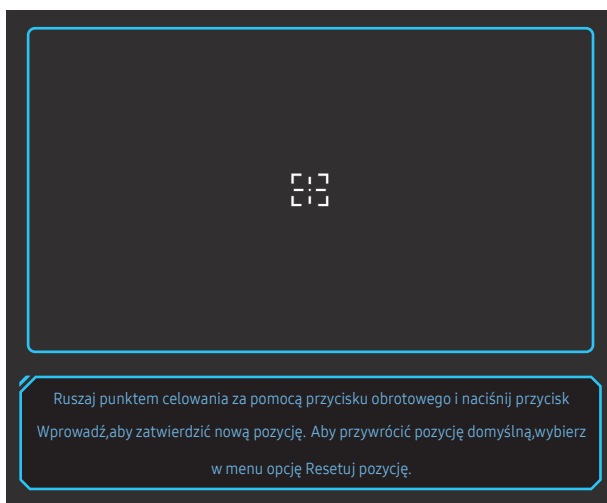 Ruszaj punktem celowania za pomocą przycisku obrotowego i naciśnij przycisk
Wprowadź,aby zatwierdzić nową pozycję. Aby przywrócić pozycję domyślną,wybierz
w menu opcję Resetuj pozycję.